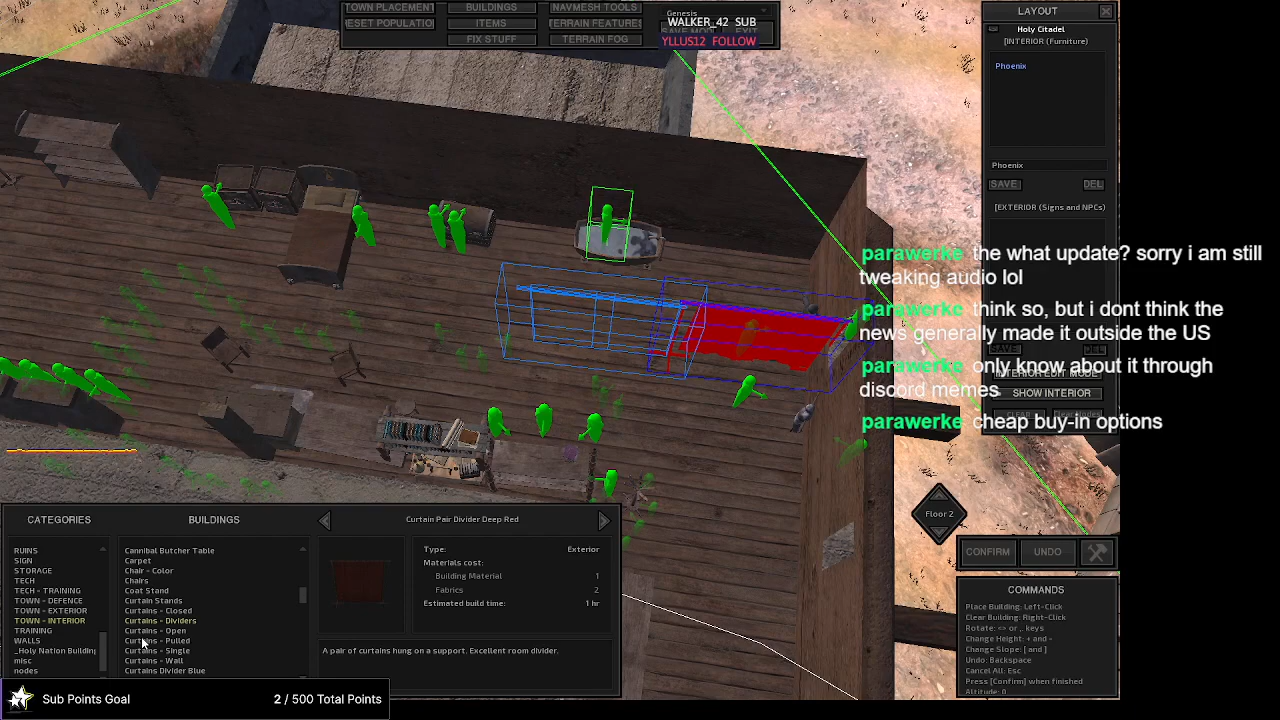 TOWN PLACEMENT
BUILDINGS
NAVMESH TOOLS
RESET POPULATIO
ITEMS
TERRAIN FEATURES
FIX STUFF
TERRAIN FOG
Genesis
WALKER_42 SUB
YLLUS12 FOLLOW
LAYOUT
Holy Citadel
[INTERIOR (Furniture)
Phoenix
Phoenix
SAVE
DEL
[EXTERIOR (Signs and NPCs)
parawerke the what update? sorry i am still
tweaking audio lol
parawerke think so, but i dont think the
news generally made it outside the US
SAVE
DEL
INTERIOR EDIT MODE
parawerke only know about it through
discord memes
SHOW INTERIOR
CLEAR
parawerke cheap buy-in options
Floor 2
CONFIRM
UNDO
COMMANDS
Place Building: Left-Click
Clear Building: Right-Click
Rotate: <> or ,. keys
Change Height: + and -
Change Slope: [ and ]
Undo: Backspace
Cancel All: Esc
Press [Confirm] when finished
Altitude: 0
CATEGORIES
RUINS
SIGN
STORAGE
TECH
TECH - TRAINING
TOWN - DEFENCE
TOWN - EXTERIOR
TOWN - INTERIOR
TRAINING
WALLS
_Holy Nation Building
misc
nodes
BUILDINGS
Cannibal Butcher Table
Carpet
Chair - Color
Chairs
Coat Stand
Curtain Stands
Curtains - Closed
Curtains - Dividers
Curtains - Open
Curtains - Pulled
Curtains - Single
Curtains - Wall
Curtains Divider Blue
Curtain Pair Divider Deep Red
Type: Exterior
Materials cost:
Building Material 1
Fabrics 2
Estimated build time: 1 hr
A pair of curtains hung on a support. Excellent room divider.
Sub Points Goal
2 / 500 Total Points